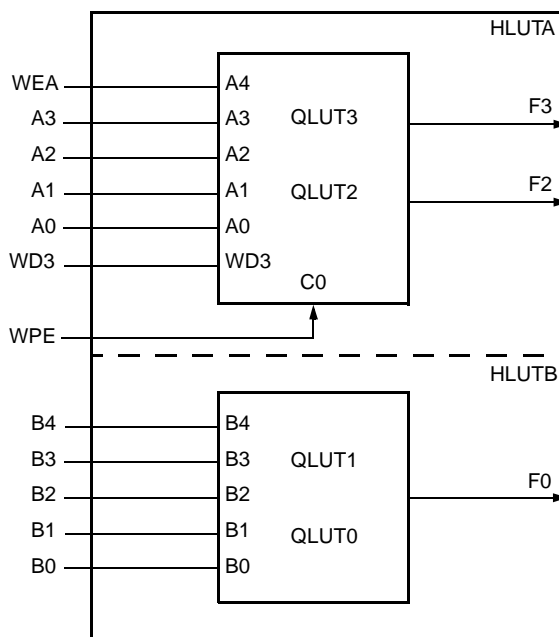 HLUTA
WEA A4
A3 A3 QLUT3 F3
A2 A2
A1 A1 QLUT2 F2
A0 A0
WD3 WD3
C0
WPE
HLUTB
B4 B4
B3 B3 QLUT1
B2 B2 F0
B1 B1 QLUT0
B0 B0